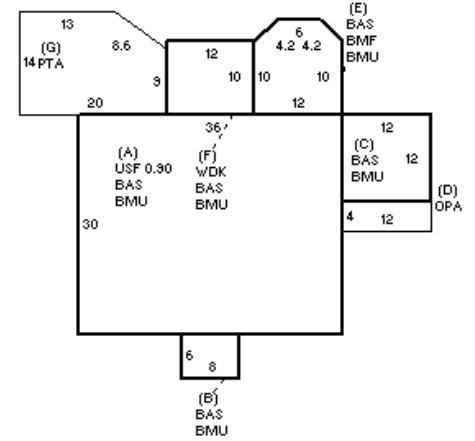 13
(G)
PTA
14
8.6
9
20
12
10
10
6
4.2 4.2
10
12
(E)
BAS
BMF
BMU
36
(A)
USF 0.90
BAS
BMU
(F)
WDK
BAS
BMU
30
12
(C)
BAS
BMU
12
(D)
OPA
4
12
6
8
(B)
BAS
BMU